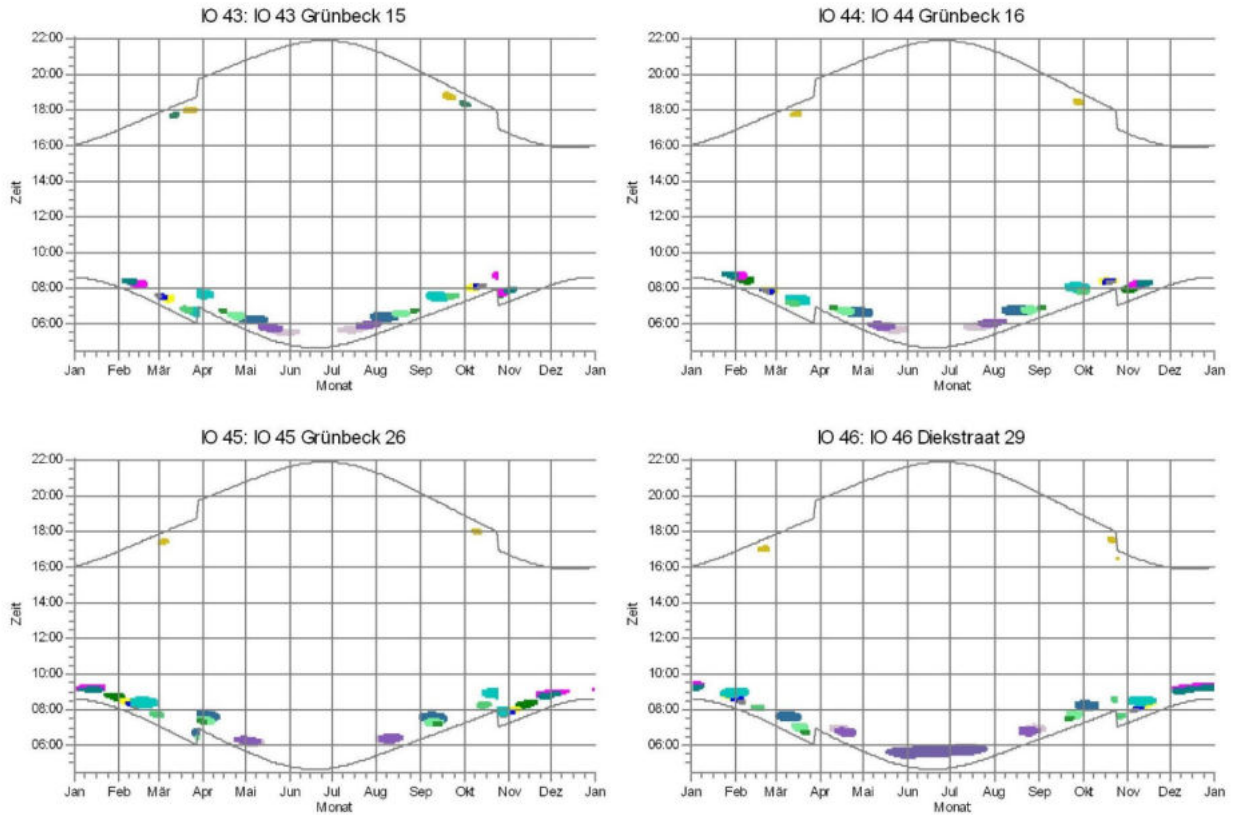 IO 43: IO 43 Grünbeck 15
22:00
20:00
18:00
16:00
14:00
12:00
10:00
08:00
06:00
Zeit
Jan Feb Mär Apr Mai Jun Jul Aug Sep Okt Nov Dez Jan
Monat
IO 44: IO 44 Grünbeck 16
22:00
20:00
18:00
16:00
14:00
12:00
10:00
08:00
06:00
Zeit
Jan Feb Mär Apr Mai Jun Jul Aug Sep Okt Nov Dez Jan
Monat
IO 45: IO 45 Grünbeck 26
22:00
20:00
18:00
16:00
14:00
12:00
10:00
08:00
06:00
Zeit
Jan Feb Mär Apr Mai Jun Jul Aug Sep Okt Nov Dez Jan
Monat
IO 46: IO 46 Diekstraat 29
22:00
20:00
18:00
16:00
14:00
12:00
10:00
08:00
06:00
Zeit
Jan Feb Mär Apr Mai Jun Jul Aug Sep Okt Nov Dez Jan
Monat